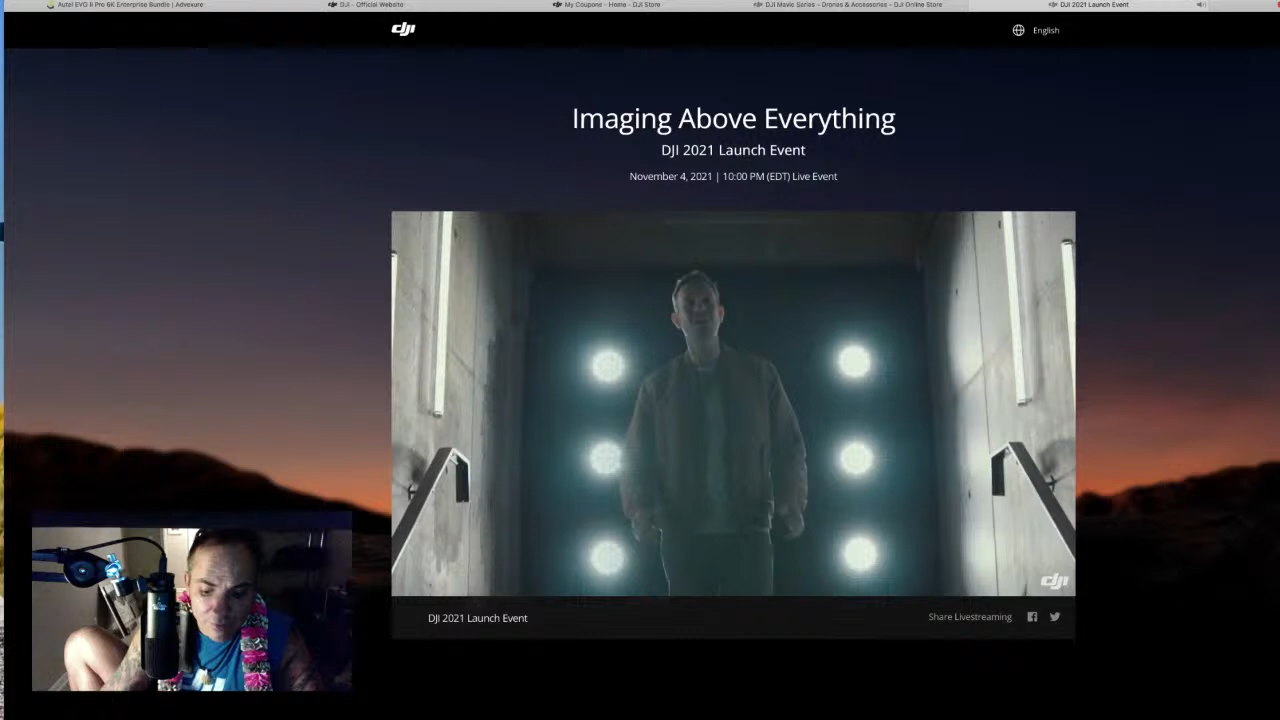 Autel EVO II Pro 6K Enterprise Bundle | Advexure
DJI - Official Website
My Coupons - Home - DJI Store
DJI Mavic Series - Drones & Accessories - DJI Online Store
DJI 2021 Launch Event
dji
English
Imaging Above Everything
DJI 2021 Launch Event
November 4, 2021 | 10:00 PM (EDT) Live Event
dji
DJI 2021 Launch Event
Share Livestreaming